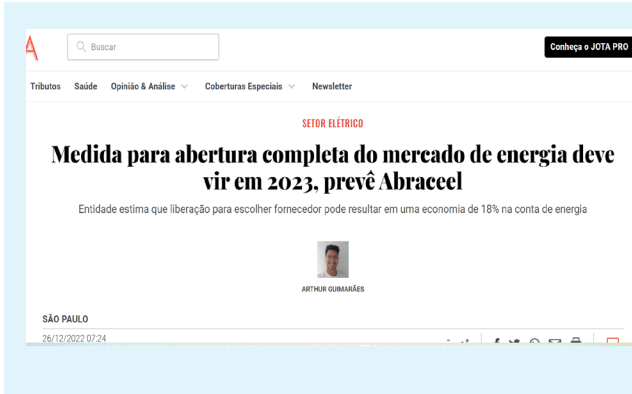 A
Buscar
Conheça o JOTA PRO
Tributos Saúde Opinião & Análise Coberturas Especiais Newsletter
SETOR ELÉTRICO
Medida para abertura completa do mercado de energia deve
vir em 2023, prevê Abraceel
Entidade estima que liberação para escolher fornecedor pode resultar em uma economia de 18% na conta de energia
ARTHUR GUIMARÃES
SÃO PAULO
26/12/2022 07:24